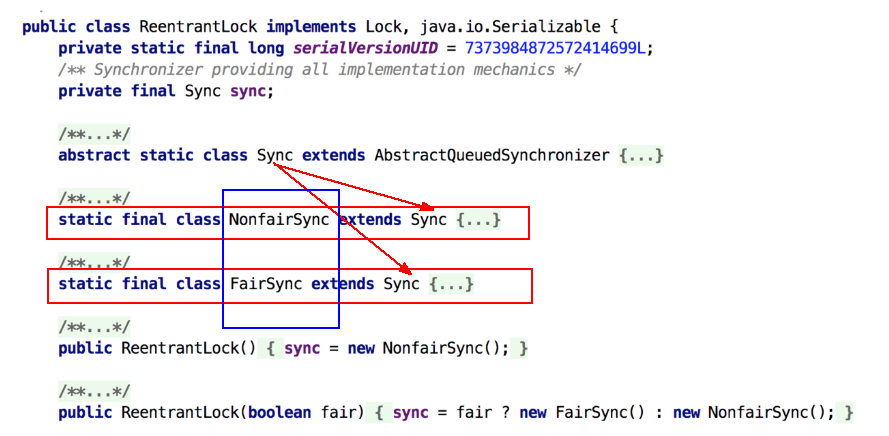 public class ReentrantLock implements Lock, java.io.Serializable {
private static final long serialVersionUID = 7373984872572414699L;
/** Synchronizer providing all implementation mechanics */
private final Sync sync;
/**...*/
abstract static class Sync extends AbstractQueuedSynchronizer {...}
/**...*/
static final class NonfairSync extends Sync {...}
/**...*/
static final class FairSync extends Sync {...}
/**...*/
public ReentrantLock() { sync = new NonfairSync(); }
/**...*/
public ReentrantLock(boolean fair) { sync = fair ? new FairSync() : new NonfairSync(); }